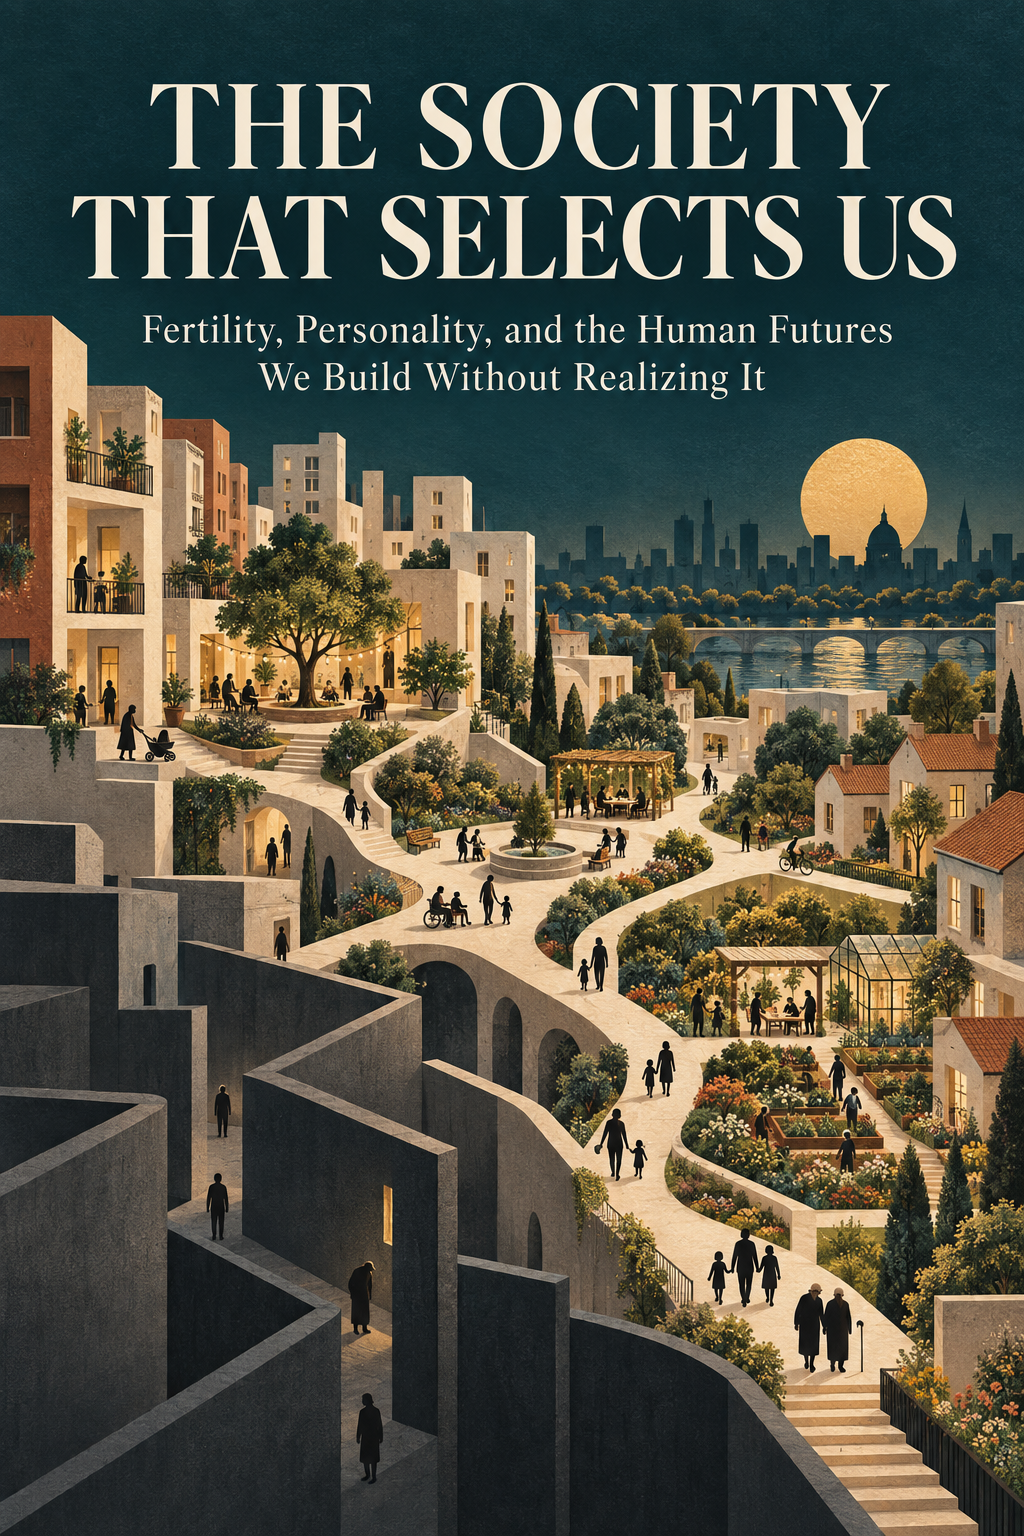 THE SOCIETY
THAT SELECTS US
Fertility, Personality, and the Human Futures
We Build Without Realizing It